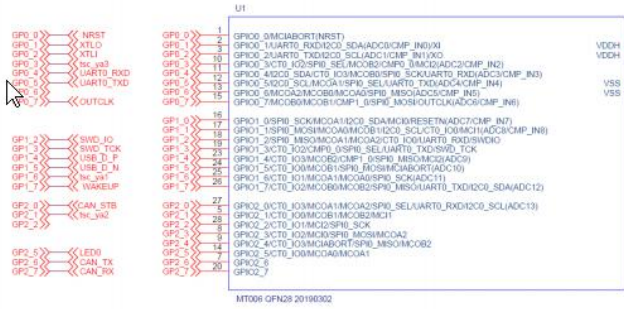 U1
GP0_0 NRST GP0_0 1 GPIO0_0/MCIABORT(NRST)
GP0_1 XTLO GP0_1 2 GPIO0_1/UART0_RXD/I2C0_SDA(ADC0/CMP_IN0)/XI VDDH
GP0_2 XTLI GP0_2 3 GPIO0_2/UART0_TXD/I2C0_SCL(ADC1/CMP_IN1)/XO VDDH
GP0_3 tsc_ya3 GP0_3 10 GPIO0_3/CT0_IO2/SPI0_SEL/MCOB2/CMP0_0/MCI2(ADC2/CMP_IN2)
GP0_4 UART0_RXD GP0_4 11 GPIO0_4/I2C0_SDA/CT0_IO3/MCOB0/SPI0_SCK/UART0_RXD(ADC3/CMP_IN3)
GP0_5 UART0_TXD GP0_5 12 GPIO0_5/I2C0_SCL/MCOA1/SPI0_SEL/UART0_TXD(ADC4/CMP_IN4) VSS
GP0_6 13 GPIO0_6/MCOA2/MCOB0/MCOA0/SPI0_MISO(ADC5/CMP_IN5) VSS
GP0_7 OUTCLK GP0_7 15 GPIO0_7/MCOB0/MCOB1/CMP1_0/SPI0_MOSI/OUTCLK(ADC6/CMP_IN6)
GP1_0 16 GPIO1_0/SPI0_SCK/MCOA1/I2C0_SDA/MCI0/RESETN(ADC7/CMP_IN7)
GP1_1 17 GPIO1_1/SPI0_MOSI/MCOA0/MCOB1/I2C0_SCL/CT0_IO0/MCI1(ADC8/CMP_IN8)
GP1_2 SWD_IO GP1_2 18 GPIO1_2/SPI0_MISO/MCOA1/MCOA2/CT0_IO0/UART0_RXD/SWDIO
GP1_3 SWD_TCK GP1_3 19 GPIO1_3/CT0_IO2/CMP0_0/SPI0_SEL/UART0_TXD/SWD_TCK
GP1_4 USB_D_P GP1_4 23 GPIO1_4/CT0_IO3/MCOB2/CMP1_0/SPI0_MISO/MCI2(ADC9)
GP1_5 USB_D_N GP1_5 24 GPIO1_5/CT0_IO0/MCOB1/SPI0_MOSI/MCIABORT(ADC10)
GP1_6 tsc_ya1 GP1_6 25 GPIO1_6/CT0_IO1/MCOA1/MCOA0/SPI0_SCK(ADC11)
GP1_7 WAKEUP GP1_7 26 GPIO1_7/CT0_IO2/MCOB0/MCOB2/SPI0_MISO/UART0_TXD/I2C0_SDA(ADC12)
GP2_0 CAN_STB GP2_0 27 GPIO2_0/CT0_IO3/MCOA1/MCOA2/SPI0_SEL/UART0_RXD/I2C0_SCL(ADC13)
GP2_1 tsc_ya2 GP2_1 5 GPIO2_1/CT0_IO0/MCOB1/MCOB2/MCI1
GP2_2 GP2_2 28 GPIO2_2/CT0_IO1/MCI2/SPI0_SCK
GP2_3 8 GPIO2_3/CT0_IO2/MCI0/SPI0_MOSI/MCOA2
GP2_4 9 GPIO2_4/CT0_IO3/MCIABORT/SPI0_MISO/MCOB2
GP2_5 LED0 GP2_5 14 GPIO2_5/CT0_IO0/MCOA0/MCOA1
GP2_6 CAN_TX GP2_6 7 GPIO2_6
GP2_7 CAN_RX GP2_7 20 GPIO2_7
MT006 QFN28 20190302